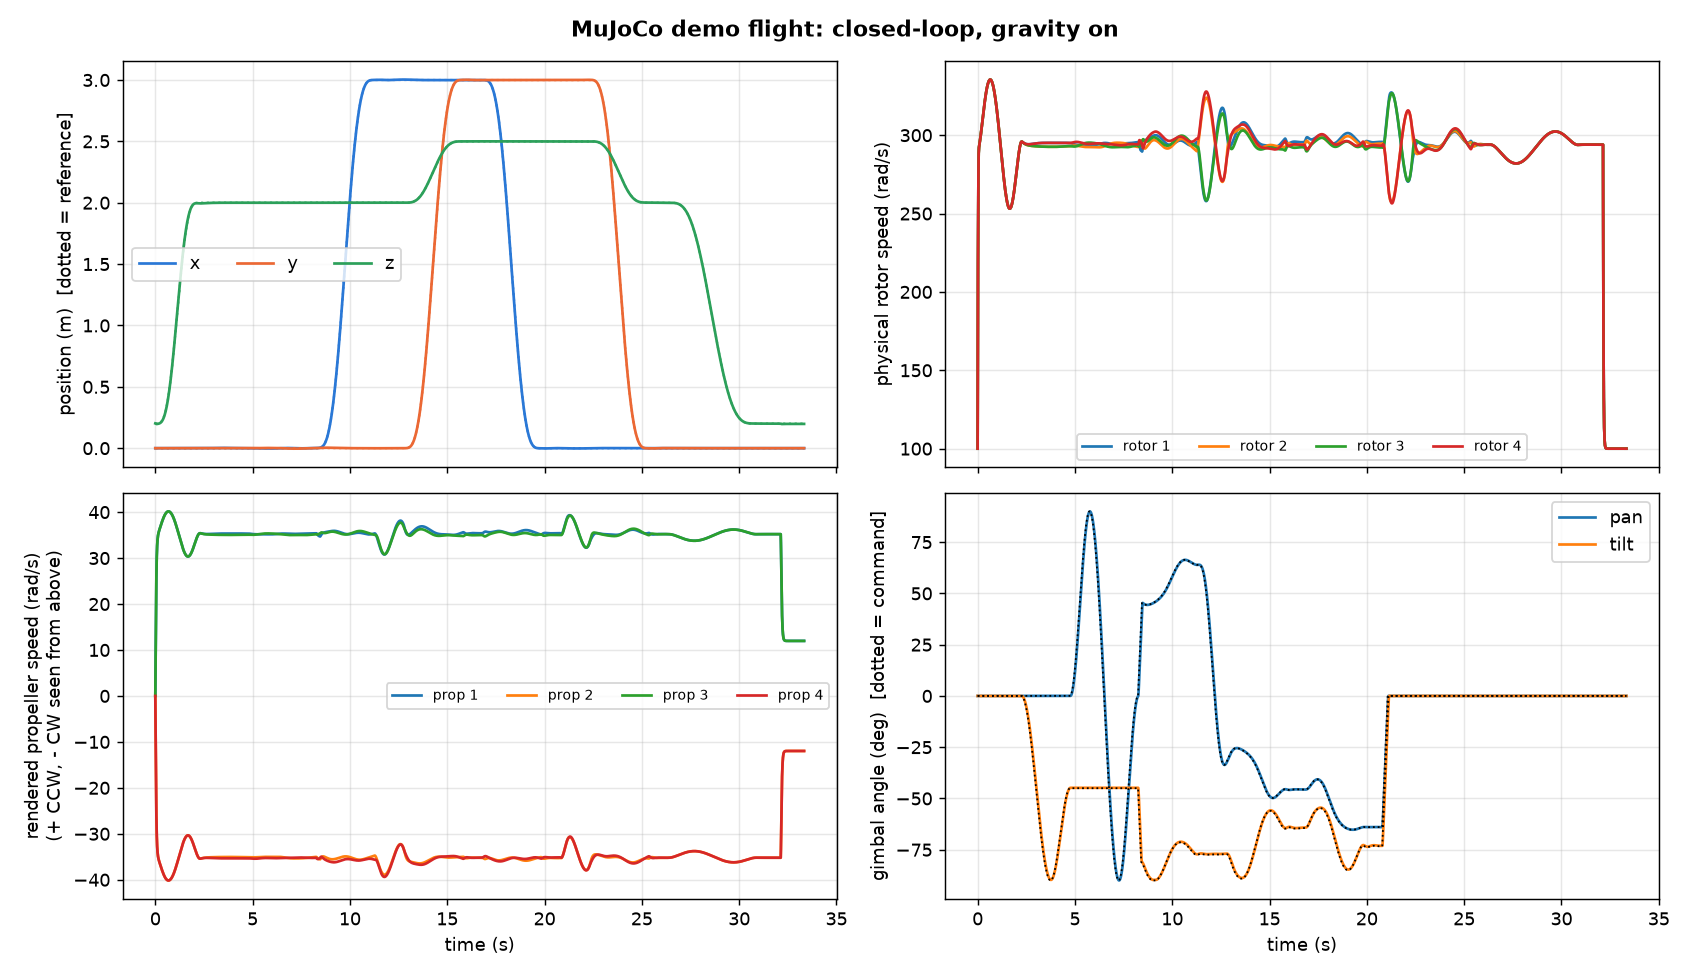 MuJoCo demo flight: closed-loop, gravity on
position (m)   [dotted = reference]
3.0
2.5
2.0
1.5
1.0
0.5
0.0
x y z
physical rotor speed (rad/s)
300
250
200
150
100
rotor 1 rotor 2 rotor 3 rotor 4
rendered propeller speed (rad/s)
(+ CCW, - CW seen from above)
40
30
20
10
0
−10
−20
−30
−40
prop 1 prop 2 prop 3 prop 4
0 5 10 15 20 25 30 35
time (s)
gimbal angle (deg)   [dotted = command]
75
50
25
0
−25
−50
−75
pan
tilt
0 5 10 15 20 25 30 35
time (s)